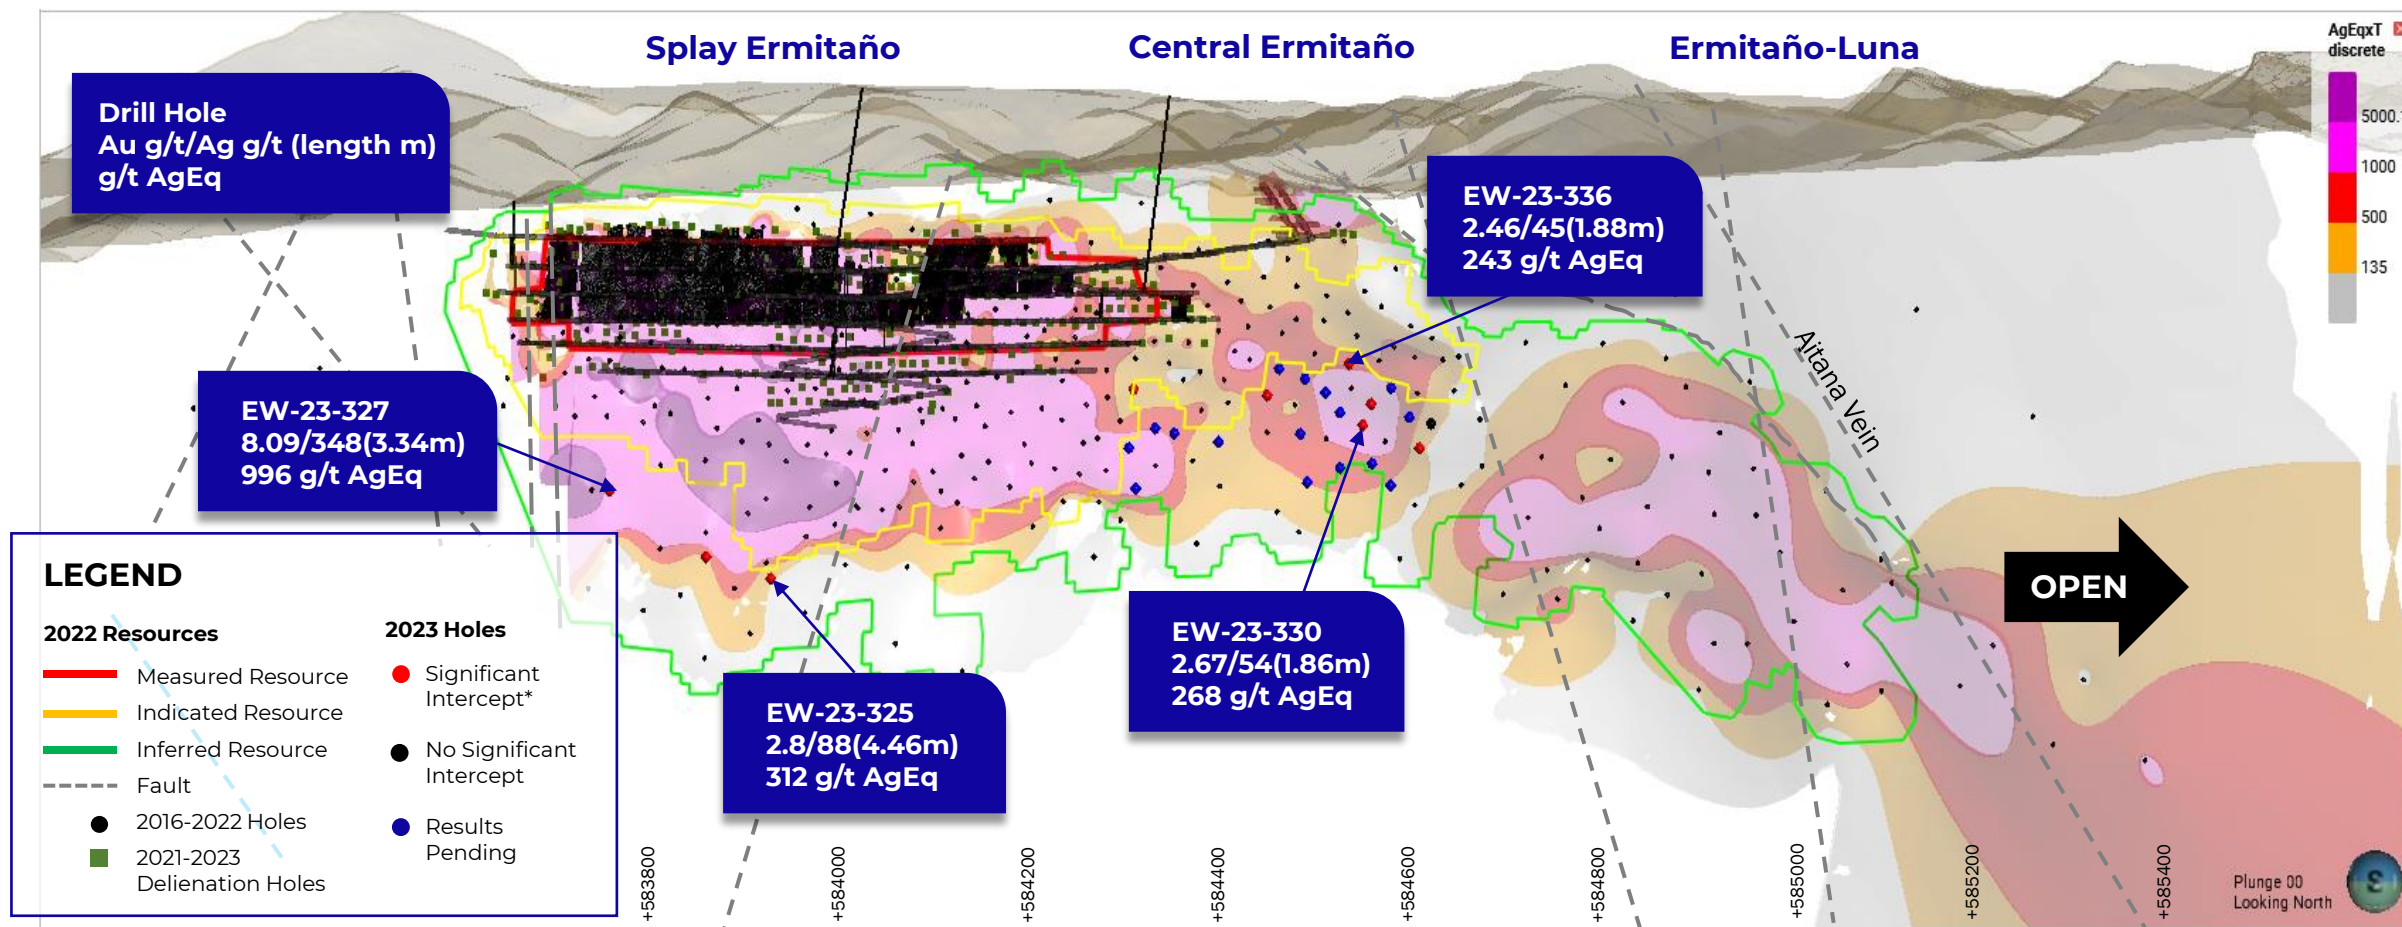 Splay Ermitaño
Central Ermitaño
Ermitaño-Luna
AgEqxT
discrete
5000.
1000
500
135
Drill Hole
Au g/t/Ag g/t (length m)
g/t AgEq
EW-23-336
2.46/45(1.88m)
243 g/t AgEq
Aitana Vein
EW-23-327
8.09/348(3.34m)
996 g/t AgEq
OPEN
EW-23-330
2.67/54(1.86m)
268 g/t AgEq
EW-23-325
2.8/88(4.46m)
312 g/t AgEq
LEGEND
2022 Resources
Measured Resource
Indicated Resource
Inferred Resource
Fault
2016-2022 Holes
2021-2023
Delienation Holes
2023 Holes
Significant
Intercept*
No Significant
Intercept
Results
Pending
+583800
+584000
+584200
+584400
+584600
+584800
+585000
+585200
+585400
Plunge 00
Looking North
S